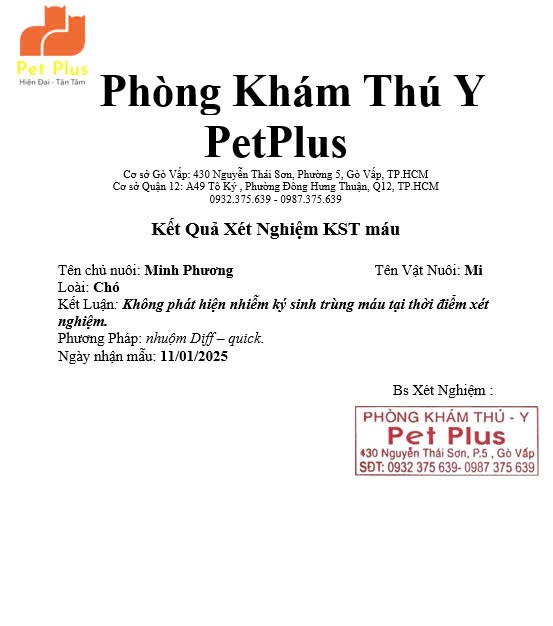 Pet Plus
Hiện Đại - Tận Tâm
Phòng Khám Thú Y
PetPlus
Cơ sở Gò Vấp: 430 Nguyễn Thái Sơn, Phường 5, Gò Vấp, TP.HCM
Cơ sở Quận 12: A49 Tô Ký , Phường Đông Hưng Thuận, Q12, TP.HCM
0932.375.639 - 0987.375.639
Kết Quả Xét Nghiệm KST máu
Tên chủ nuôi: Minh Phương Tên Vật Nuôi: Mi
Loài: Chó
Kết Luận: Không phát hiện nhiễm ký sinh trùng máu tại thời điểm xét
nghiệm.
Phương Pháp: nhuộm Diff – quick.
Ngày nhận mẫu: 11/01/2025
Bs Xét Nghiệm :
PHÒNG KHÁM THÚ - Y
Pet Plus
430 Nguyễn Thái Sơn, P.5 , Gò Vấp
SĐT: 0932 375 639- 0987 375 639